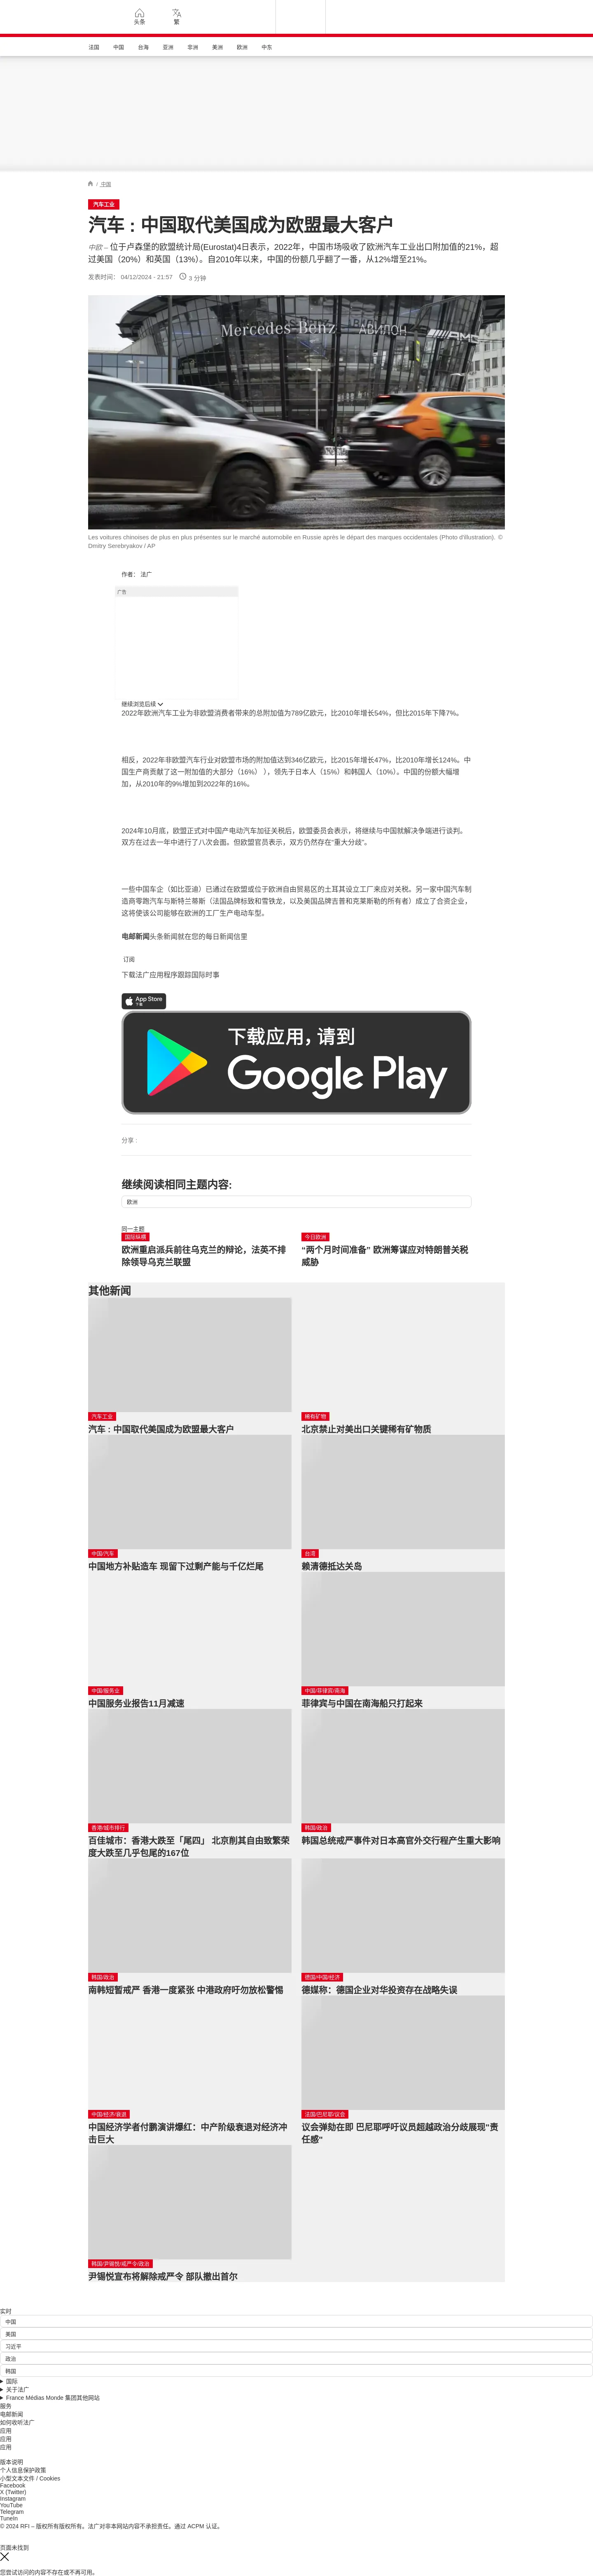 头条
繁
法国 中国 台海 亚洲 非洲 美洲 欧洲 中东
/ 中国
汽车工业
汽车 : 中国取代美国成为欧盟最大客户
中欧 – 位于卢森堡的欧盟统计局(Eurostat)4日表示，2022年，中国市场吸收了欧洲汽车工业出口附加值的21%，超
过美国（20%）和英国（13%）。自2010年以来，中国的份额几乎翻了一番，从12%增至21%。
发表时间： 04/12/2024 - 21:57 3 分钟
Mercedes-Benz АВИЛОН AMG
Les voitures chinoises de plus en plus présentes sur le marché automobile en Russie après le départ des marques occidentales (Photo d'illustration). ©
Dmitry Serebryakov / AP
作者： 法广
广告
继续浏览后续
2022年欧洲汽车工业为非欧盟消费者带来的总附加值为789亿欧元，比2010年增长54%，但比2015年下降7%。
相反，2022年非欧盟汽车行业对欧盟市场的附加值达到346亿欧元，比2015年增长47%，比2010年增长124%。中
国生产商贡献了这一附加值的大部分（16%） ），领先于日本人（15%）和韩国人（10%）。中国的份额大幅增
加，从2010年的9%增加到2022年的16%。
2024年10月底，欧盟正式对中国产电动汽车加征关税后，欧盟委员会表示，将继续与中国就解决争端进行谈判。
双方在过去一年中进行了八次会面。但欧盟官员表示，双方仍然存在“重大分歧”。
一些中国车企（如比亚迪）已通过在欧盟或位于欧洲自由贸易区的土耳其设立工厂来应对关税。另一家中国汽车制
造商零跑汽车与斯特兰蒂斯（法国品牌标致和雪铁龙，以及美国品牌吉普和克莱斯勒的所有者）成立了合资企业，
这将使该公司能够在欧洲的工厂生产电动车型。
电邮新闻头条新闻就在您的每日新闻信里
订阅
下载法广应用程序跟踪国际时事
App Store
下载
下载应用，请到
Google Play
分享 :
继续阅读相同主题内容:
欧洲
同一主题
国际纵横
欧洲重启派兵前往乌克兰的辩论，法英不排
除领导乌克兰联盟
今日欧洲
“两个月时间准备” 欧洲筹谋应对特朗普关税
威胁
其他新闻
汽车工业
汽车 : 中国取代美国成为欧盟最大客户
稀有矿物
北京禁止对美出口关键稀有矿物质
中国/汽车
中国地方补贴造车 现留下过剩产能与千亿烂尾
台湾
赖清德抵达关岛
中国/服务业
中国服务业报告11月减速
中国/菲律宾/南海
菲律宾与中国在南海船只打起来
香港/城市排行
百佳城市：香港大跌至「尾四」 北京削其自由致繁荣
度大跌至几乎包尾的167位
韩国/政治
韩国总统戒严事件对日本高官外交行程产生重大影响
韩国/政治
南韩短暂戒严 香港一度紧张 中港政府吁勿放松警惕
德国/中国/经济
德媒称：德国企业对华投资存在战略失误
中国/经济/衰退
中国经济学者付鹏演讲爆红：中产阶级衰退对经济冲
击巨大
法国/巴尼耶/议会
议会弹劾在即 巴尼耶呼吁议员超越政治分歧展现“责
任感”
韩国/尹锡悦/戒严令/政治
尹锡悦宣布将解除戒严令 部队撤出首尔
实时
中国
美国
习近平
政治
韩国
国际
关于法广
France Médias Monde 集团其他网站
服务
电邮新闻
如何收听法广
应用
应用
应用
版本说明
个人信息保护政策
小型文本文件 / Cookies
Facebook
X (Twitter)
Instagram
YouTube
Telegram
TuneIn
© 2024 RFI – 版权所有版权所有。法广对非本网站内容不承担责任。通过 ACPM 认证。
页面未找到
您尝试访问的内容不存在或不再可用。